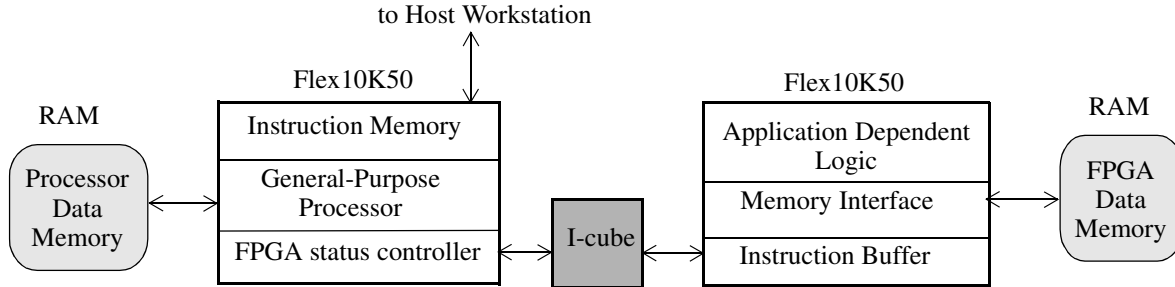 to Host Workstation
Flex10K50
Flex10K50
RAM
RAM
Instruction Memory
General-Purpose
Processor
FPGA status controller
Processor
Data
Memory
I-cube
Application Dependent
Logic
Memory Interface
Instruction Buffer
FPGA
Data
Memory